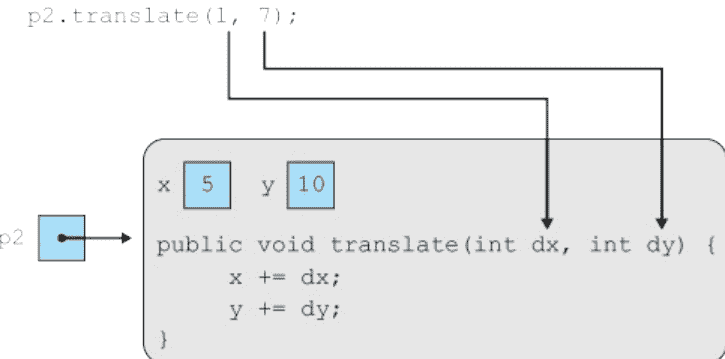 p2.translate(1, 7);
x 5 y 10
p2
public void translate(int dx, int dy) {
x += dx;
y += dy;
}